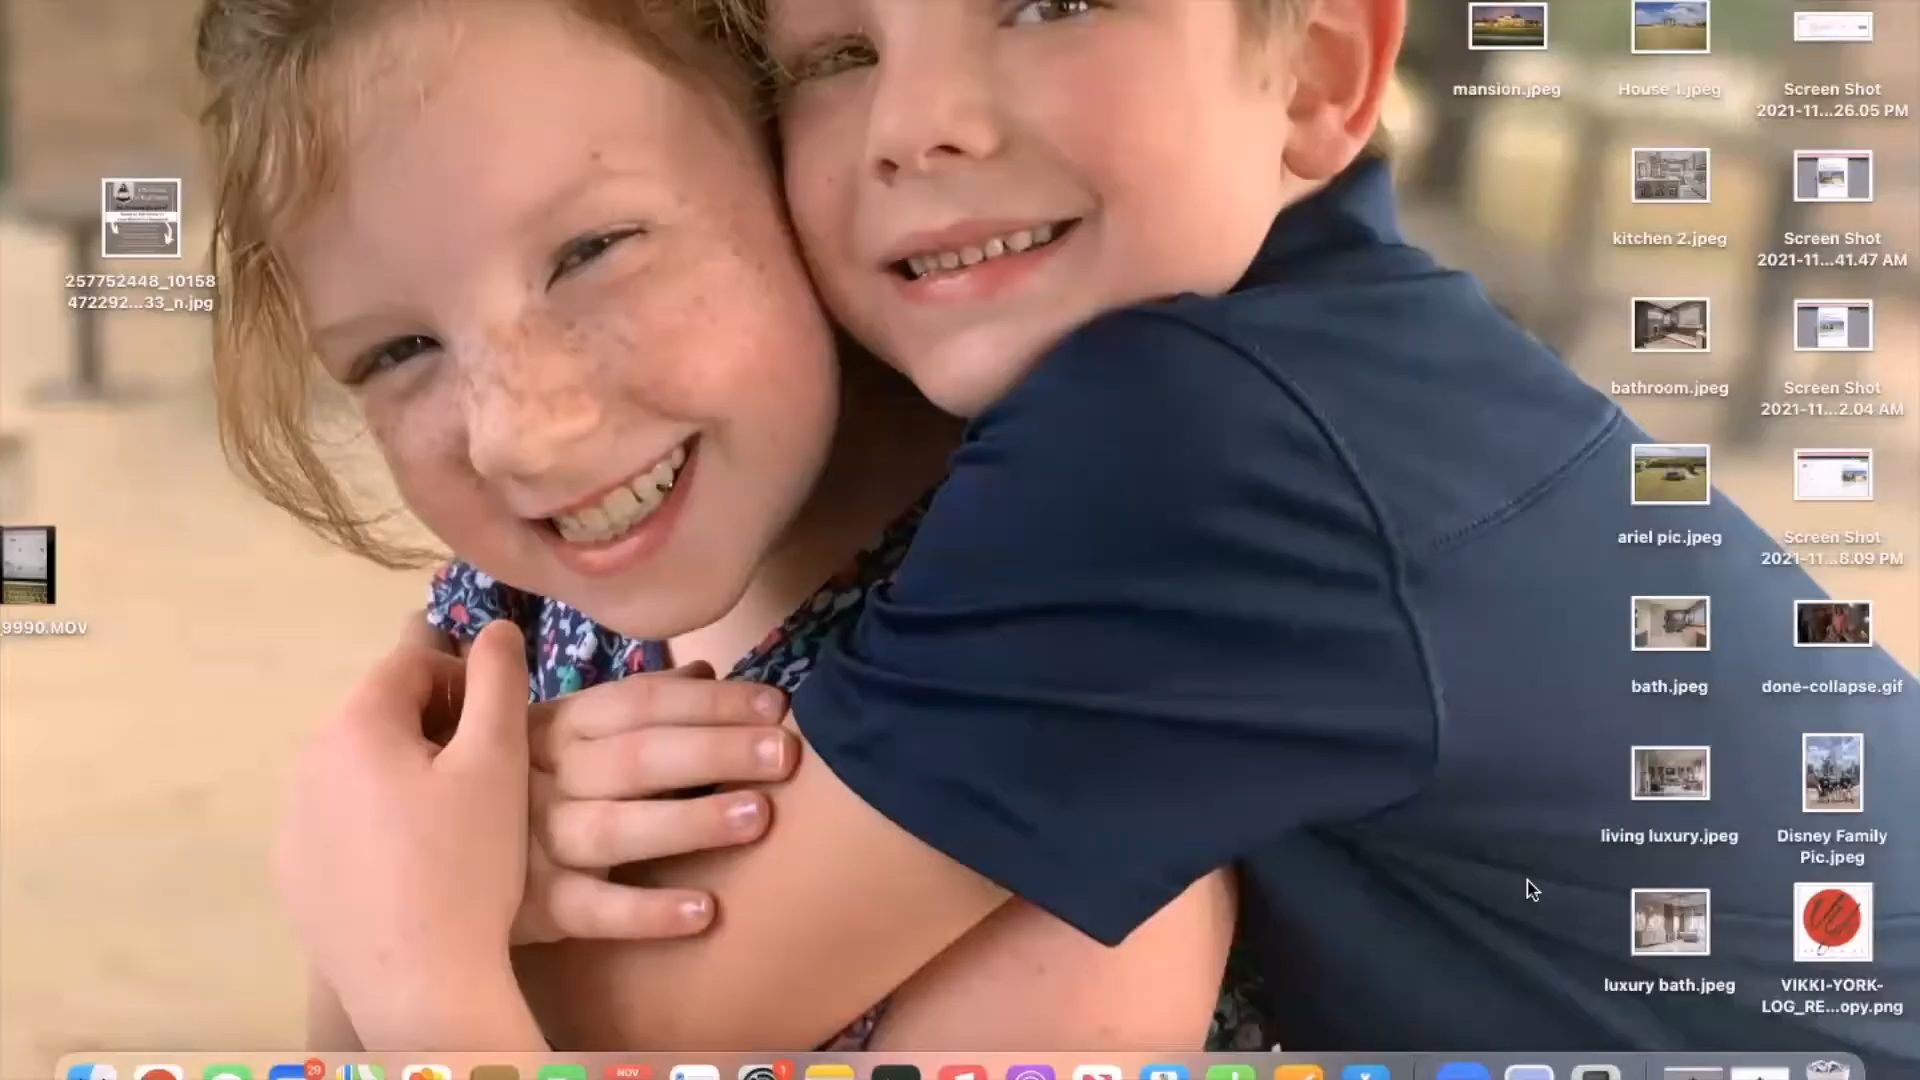 mansion.jpeg
House 1.jpeg
Screen Shot
2021-11...26.05 PM
kitchen 2.jpeg
Screen Shot
2021-11...41.47 AM
257752448_10158
472292...33_n.jpg
bathroom.jpeg
Screen Shot
2021-11...2.04 AM
ariel pic.jpeg
Screen Shot
2021-11...8.09 PM
9990.MOV
bath.jpeg
done-collapse.gif
living luxury.jpeg
Disney Family
Pic.jpeg
luxury bath.jpeg
VIKKI-YORK-
LOG_RE...opy.png
29
NOV
1